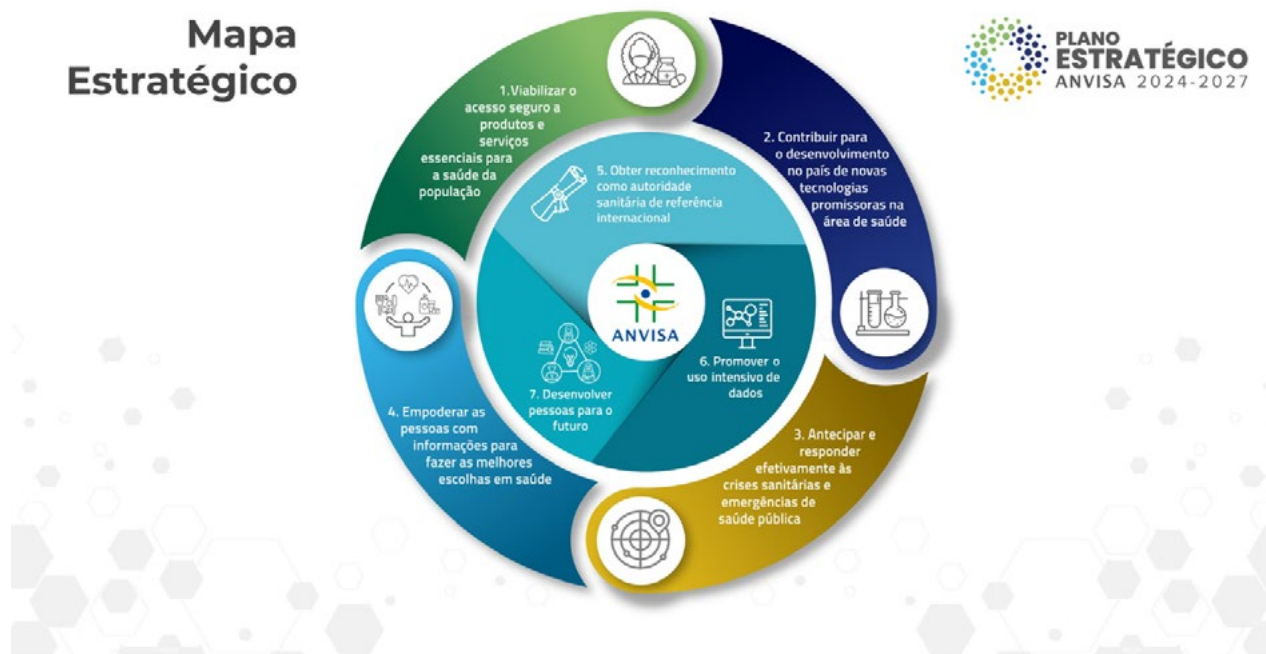 Mapa
Estratégico
PLANO
ESTRATÉGICO
ANVISA 2024-2027
1.Viabilizar o
acesso seguro a
produtos e
serviços
essenciais para
a saúde da
população
2. Contribuir para
o desenvolvimento
no país de novas
tecnologias
promissoras na
área de saúde
3. Antecipar e
responder
efetivamente às
crises sanitárias e
emergências de
saúde pública
4. Empoderar as
pessoas com
informações para
fazer as melhores
escolhas em saúde
5. Obter reconhecimento
como autoridade
sanitária de referência
internacional
6. Promover o
uso intensivo de
dados
7. Desenvolver
pessoas para o
futuro
ANVISA